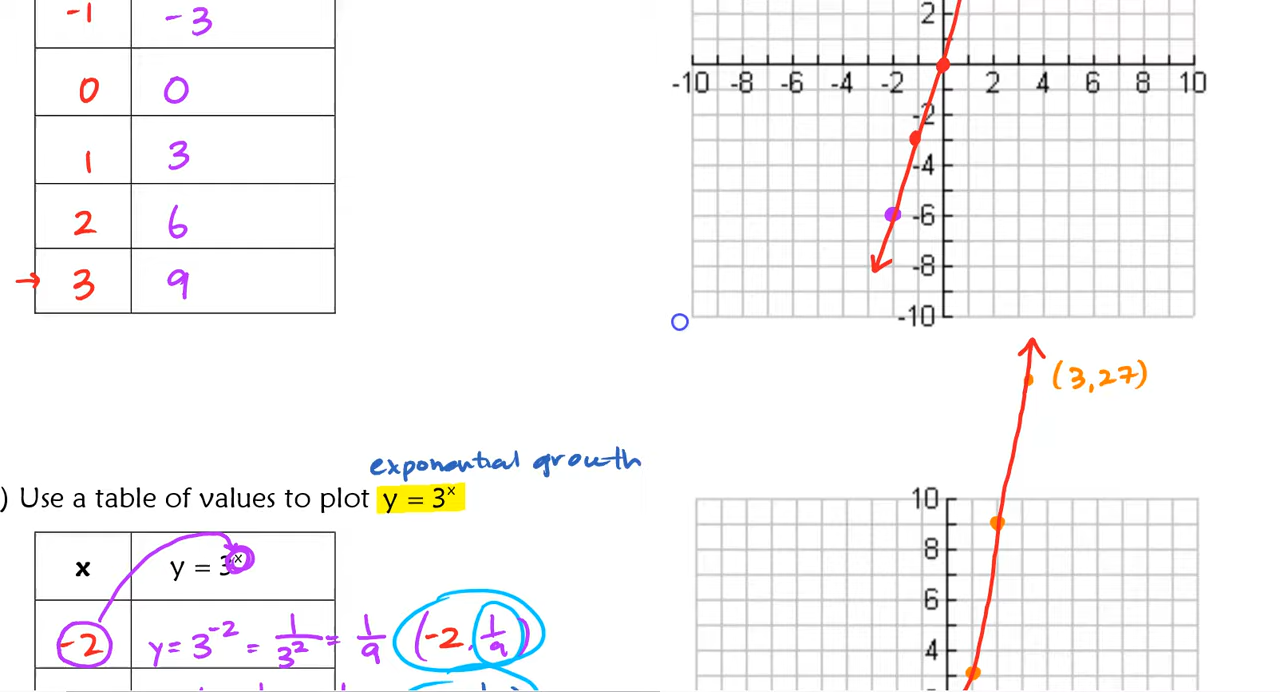 -1 -3
0 0
1 3
2 6
→ 3 9
2
-10 -8 -6 -4 -2 2 4 6 8 10
-2
-4
-6
-8
-10
(3,27)
exponential growth
) Use a table of values to plot y = 3ˣ
x y = 3ˣ
-2 y = 3⁻² = 1/3² = 1/9 (-2, 1/9)
10
8
6
4